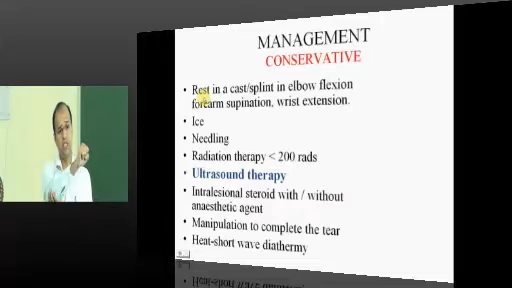 MANAGEMENT
CONSERVATIVE
• Rest in a cast/splint in elbow flexion
forearm supination, wrist extension.
• Ice
• Needling
• Radiation therapy < 200 rads
• Ultrasound therapy
• Intralesional steroid with / without
anaesthetic agent
• Manipulation to complete the tear
• Heat-short wave diathermy